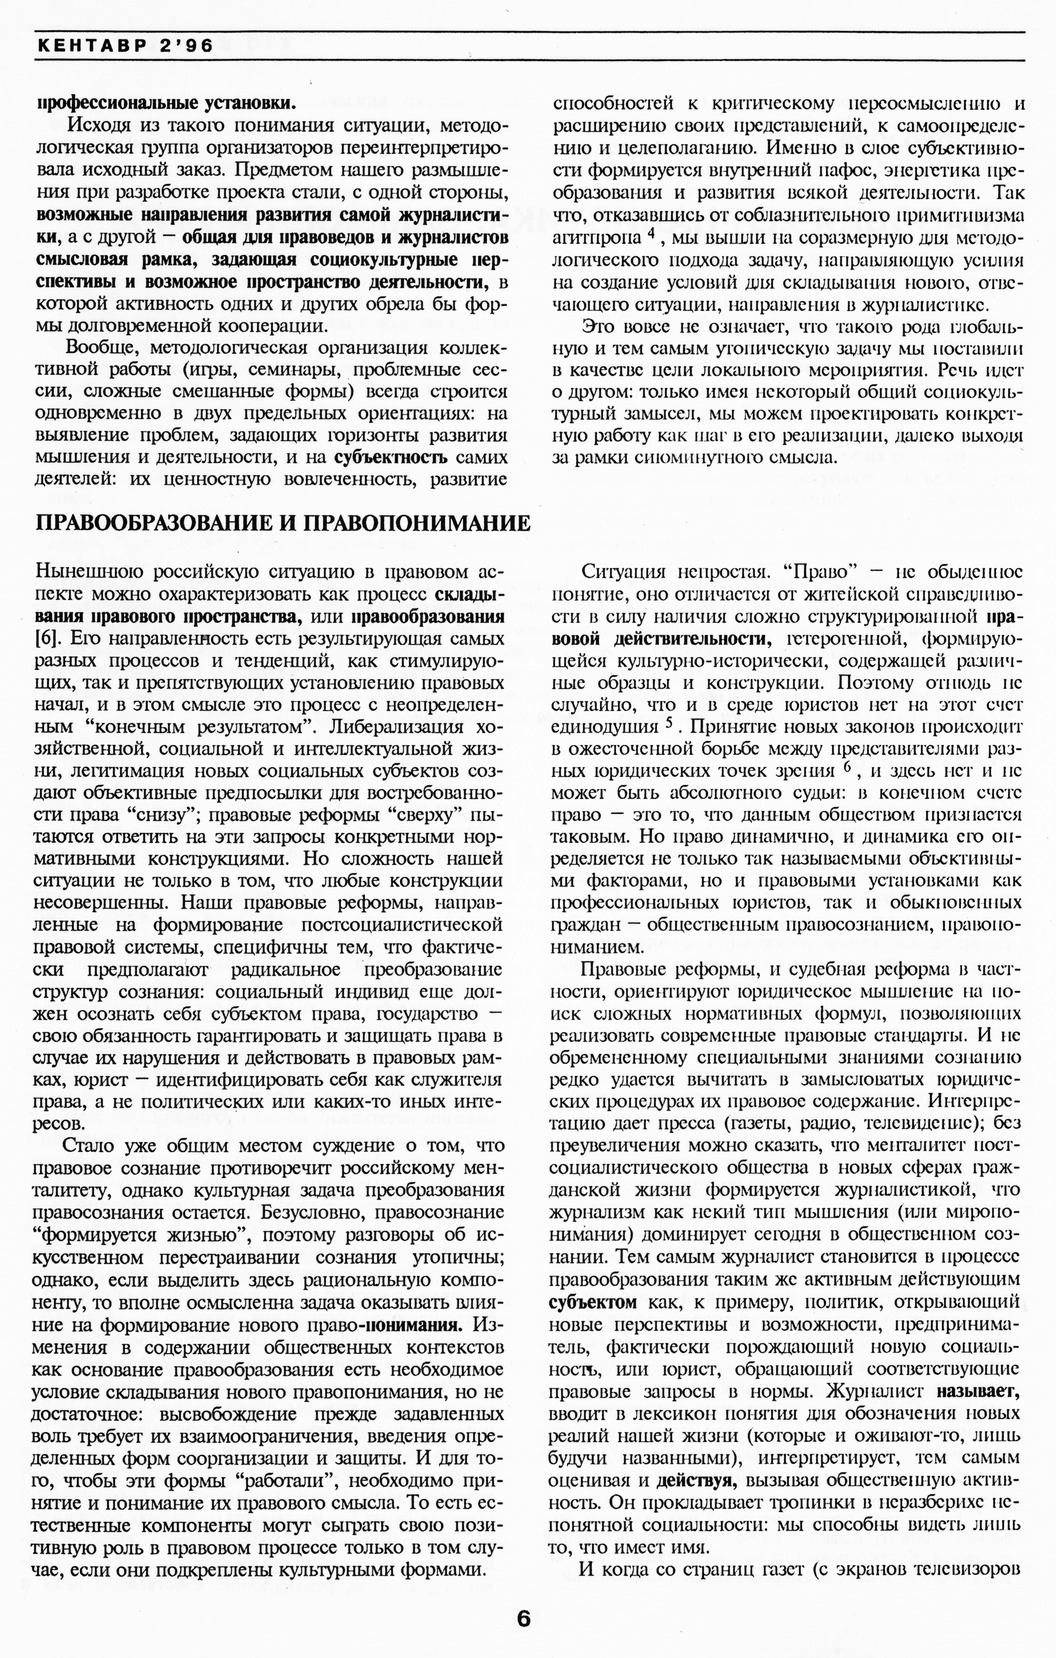 КЕНТАВР 2'96
профессиональные установки.
Исходя из такого понимания ситуации, методо-
логическая группа организаторов переинтерпретиро-
вала исходный заказ. Предметом нашего размышле-
ния при разработке проекта стали, с одной стороны,
возможные направления развития самой журналисти-
ки, а с другой — общая для правоведов и журналистов
смысловая рамка, задающая социокультурные пер-
спективы и возможное пространство деятельности, в
которой активность одних и других обрела бы фор-
мы долговременной кооперации.
Вообще, методологическая организация коллек-
тивной работы (игры, семинары, проблемные сес-
сии, сложные смешанные формы) всегда строится
одновременно в двух предельных ориентациях: на
выявление проблем, задающих горизонты развития
мышления и деятельности, и на субъектность самих
деятелей: их ценностную вовлеченность, развитие
способностей к критическому переосмыслению и
расширению своих представлений, к самоопределе-
нию и целеполаганию. Именно в слое субъективно-
сти формируется внутренний пафос, энергетика пре-
образования и развития всякой деятельности. Так
что, отказавшись от соблазнительного примитивизма
агитпропа 4 , мы вышли на соразмерную для методо-
логического подхода задачу, направляющую усилия
на создание условий для складывания нового, отве-
чающего ситуации, направления в журналистике.
Это вовсе не означает, что такого рода глобаль-
ную и тем самым утопическую задачу мы поставили
в качестве цели локального мероприятия. Речь идет
о другом: только имея некоторый общий социокуль-
турный замысел, мы можем проектировать конкрет-
ную работу как шаг в его реализации, далеко выходя
за рамки сиюминутного смысла.
ПРАВООБРАЗОВАНИЕ И ПРАВОПОНИМАНИЕ
Нынешнюю российскую ситуацию в правовом ас-
пекте можно охарактеризовать как процесс склады-
вания правового пространства, или правообразования
[6]. Его направленность есть результирующая самых
разных процессов и тенденций, как стимулирую-
щих, так и препятствующих установлению правовых
начал, и в этом смысле это процесс с неопределен-
ным “конечным результатом”. Либерализация хо-
зяйственной, социальной и интеллектуальной жиз-
ни, легитимация новых социальных субъектов соз-
дают объективные предпосылки для востребованно-
сти права “снизу”; правовые реформы “сверху” пы-
таются ответить на эти запросы конкретными нор-
мативными конструкциями. Но сложность нашей
ситуации не только в том, что любые конструкции
несовершенны. Наши правовые реформы, направ-
ленные на формирование постсоциалистической
правовой системы, специфичны тем, что фактиче-
ски предполагают радикальное преобразование
структур сознания: социальный индивид еще дол-
жен осознать себя субъектом права, государство —
свою обязанность гарантировать и защищать права в
случае их нарушения и действовать в правовых рам-
ках, юрист — идентифицировать себя как служителя
права, а не политических или каких-то иных инте-
ресов.
Стало уже общим местом суждение о том, что
правовое сознание противоречит российскому мен-
талитету, однако культурная задача преобразования
правосознания остается. Безусловно, правосознание
“формируется жизнью”, поэтому разговоры об ис-
кусственном перестраивании сознания утопичны;
однако, если выделить здесь рациональную компо-
ненту, то вполне осмысленна задача оказывать влия-
ние на формирование нового право-понимания. Из-
менения в содержании общественных контекстов
как основание правообразования есть необходимое
условие складывания нового правопонимания, но не
достаточное: высвобождение прежде задавленных
воль требует их взаимоограничения, введения опре-
деленных форм соорганизации и защиты. И для то-
го, чтобы эти формы “работали”, необходимо при-
нятие и понимание их правового смысла. То есть ес-
тественные компоненты могут сыграть свою пози-
тивную роль в правовом процессе только в том слу-
чае, если они подкреплены культурными формами.
Ситуация непростая. “Право” — не обыденное
понятие, оно отличается от житейской справедливо-
сти в силу наличия сложно структурированной пра-
вовой действительности, гетерогенной, формирую-
щейся культурно-исторически, содержащей различ-
ные образцы и конструкции. Поэтому отнюдь не
случайно, что и в среде юристов нет на этот счет
единодушия 5 . Принятие новых законов происходит
в ожесточенной борьбе между представителями раз-
ных юридических точек зрения 6 , и здесь нет и не
может быть абсолютного судьи: в конечном счете
право — это то, что данным обществом признается
таковым. Но право динамично, и динамика его оп-
ределяется не только так называемыми объективны-
ми факторами, но и правовыми установками как
профессиональных юристов, так и обыкновенных
граждан — общественным правосознанием, правопо-
ниманием.
Правовые реформы, и судебная реформа в част-
ности, ориентируют юридическое мышление на по-
иск сложных нормативных формул, позволяющих
реализовать современные правовые стандарты. И не
обремененному специальными знаниями сознанию
редко удается вычитать в замысловатых юридиче-
ских процедурах их правовое содержание. Интерпре-
тацию дает пресса (газеты, радио, телевидение); без
преувеличения можно сказать, что менталитет пост-
социалистического общества в новых сферах граж-
данской жизни формируется журналистикой, что
журнализм как некий тип мышления (или миропо-
нимания) доминирует сегодня в общественном соз-
нании. Тем самым журналист становится в процессе
правообразования таким же активным действующим
субъектом как, к примеру, политик, открывающий
новые перспективы и возможности, предпринима-
тель, фактически порождающий новую социаль-
ность, или юрист, обращающий соответствующие
правовые запросы в нормы. Журналист называет,
вводит в лексикон понятия для обозначения новых
реалий нашей жизни (которые и оживают-то, лишь
будучи названными), интерпретирует, тем самым
оценивая и действуя, вызывая общественную актив-
ность. Он прокладывает тропинки в неразберихе не-
понятной социальности: мы способны видеть лишь
то, что имеет имя.
И когда со страниц газет (с экранов телевизоров
6